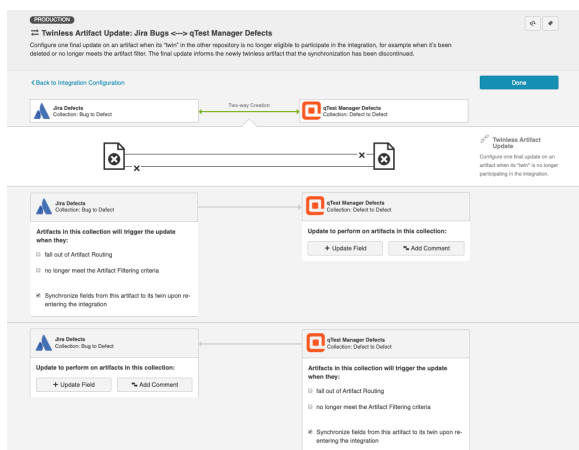 PRODUCTION
Twinless Artifact Update: Jira Bugs <---> qTest Manager Defects
Configure one final update on an artifact when its "twin" in the other repository is no longer eligible to participate in the integration, for example when it's been
deleted or no longer meets the artifact filter. The final update informs the newly twinless artifact that the synchronization has been discontinued.
Back to Integration Configuration
Done
Jira Defects
Collection: Bug to Defect
Two-way Creation
qTest Manager Defects
Collection: Defect to Defect
Twinless Artifact
Update
Configure one final update on an
artifact when its "twin" is no longer
participating in the integration.
Jira Defects
Collection: Bug to Defect
Artifacts in this collection will trigger the update
when they:
fall out of Artifact Routing
no longer meet the Artifact Filtering criteria
Synchronize fields from this artifact to its twin upon re-
entering the integration
qTest Manager Defects
Collection: Defect to Defect
Update to perform on artifacts in this collection:
+ Update Field
Add Comment
Jira Defects
Collection: Bug to Defect
Update to perform on artifacts in this collection:
+ Update Field
Add Comment
qTest Manager Defects
Collection: Defect to Defect
Artifacts in this collection will trigger the update
when they:
fall out of Artifact Routing
no longer meet the Artifact Filtering criteria
Synchronize fields from this artifact to its twin upon re-
entering the integration